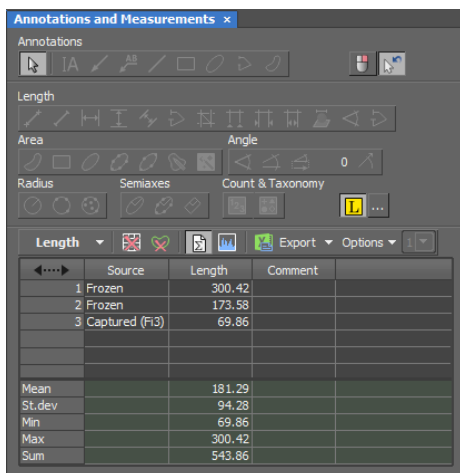 Annotations and Measurements ×
Annotations
IA AB
Length
Area Angle
0
Radius Semiaxes Count & Taxonomy
L ...
Length Export Options 1
Source Length Comment
1 Frozen 300.42
2 Frozen 173.58
3 Captured (Fi3) 69.86
Mean 181.29
St.dev 94.28
Min 69.86
Max 300.42
Sum 543.86